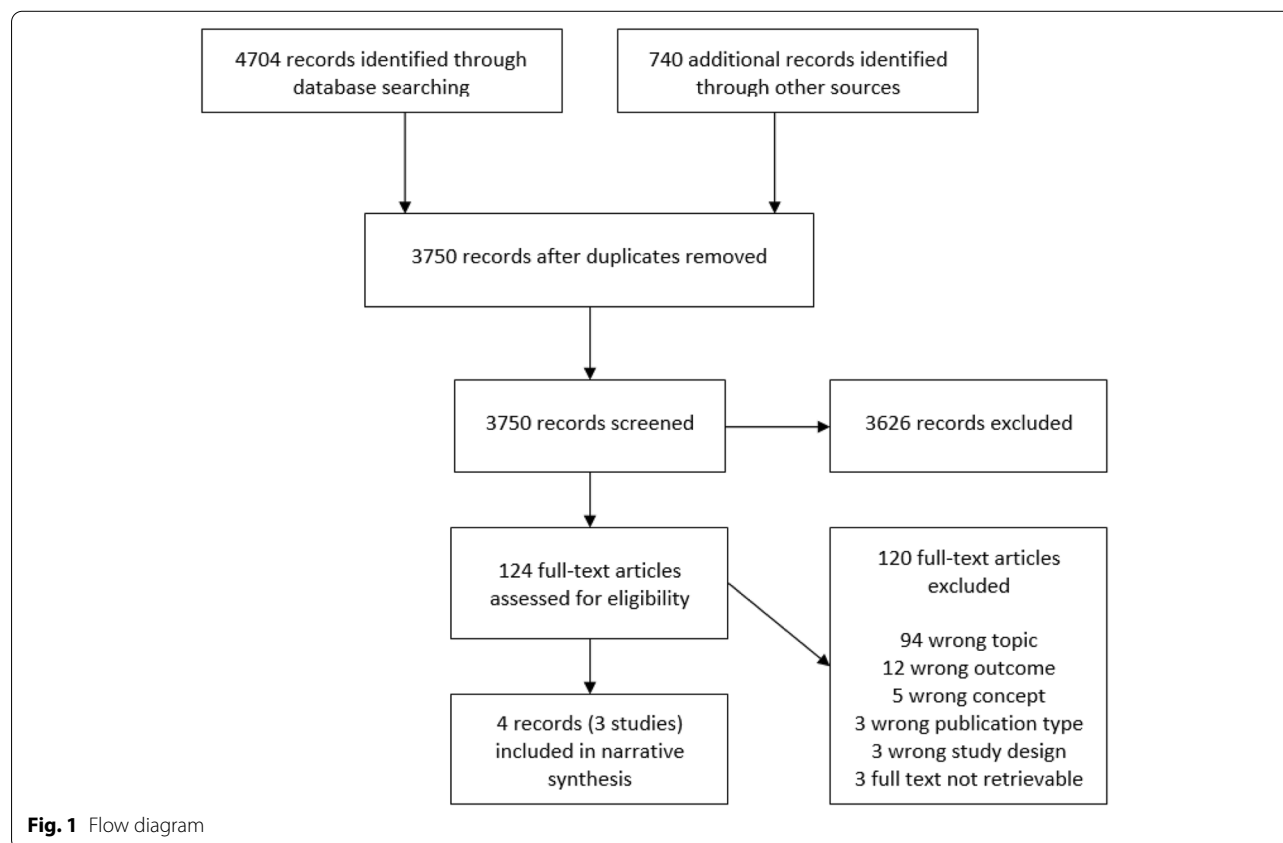 4704 records identified through
database searching
740 additional records identified
through other sources
3750 records after duplicates removed
3750 records screened
3626 records excluded
124 full-text articles
assessed for eligibility
120 full-text articles
excluded
94 wrong topic
12 wrong outcome
5 wrong concept
3 wrong publication type
3 wrong study design
3 full text not retrievable
4 records (3 studies)
included in narrative
synthesis
Fig. 1 Flow diagram